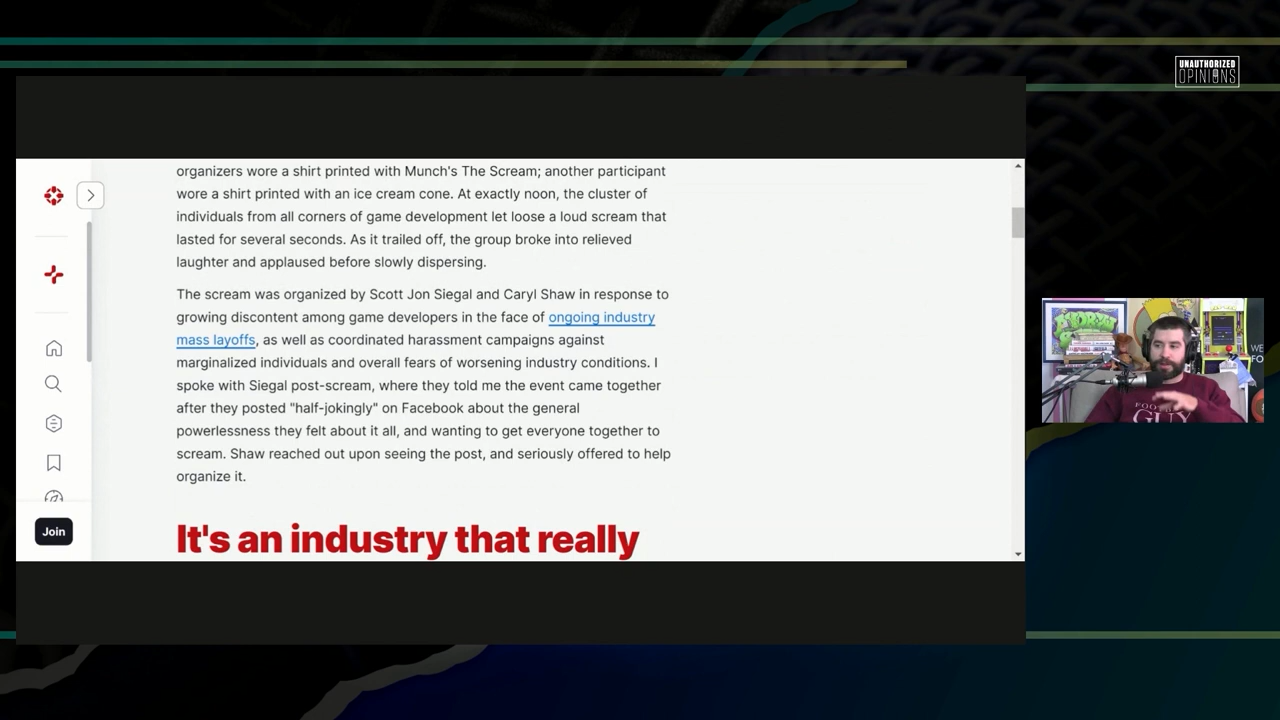 UNAUTHORIZED
OPINIONS
organizers wore a shirt printed with Munch's The Scream; another participant
wore a shirt printed with an ice cream cone. At exactly noon, the cluster of
individuals from all corners of game development let loose a loud scream that
lasted for several seconds. As it trailed off, the group broke into relieved
laughter and applaused before slowly dispersing.
The scream was organized by Scott Jon Siegal and Caryl Shaw in response to
growing discontent among game developers in the face of ongoing industry
mass layoffs, as well as coordinated harassment campaigns against
marginalized individuals and overall fears of worsening industry conditions. I
spoke with Siegal post-scream, where they told me the event came together
after they posted "half-jokingly" on Facebook about the general
powerlessness they felt about it all, and wanting to get everyone together to
scream. Shaw reached out upon seeing the post, and seriously offered to help
organize it.
It's an industry that really
Join
WE
FO
GUY